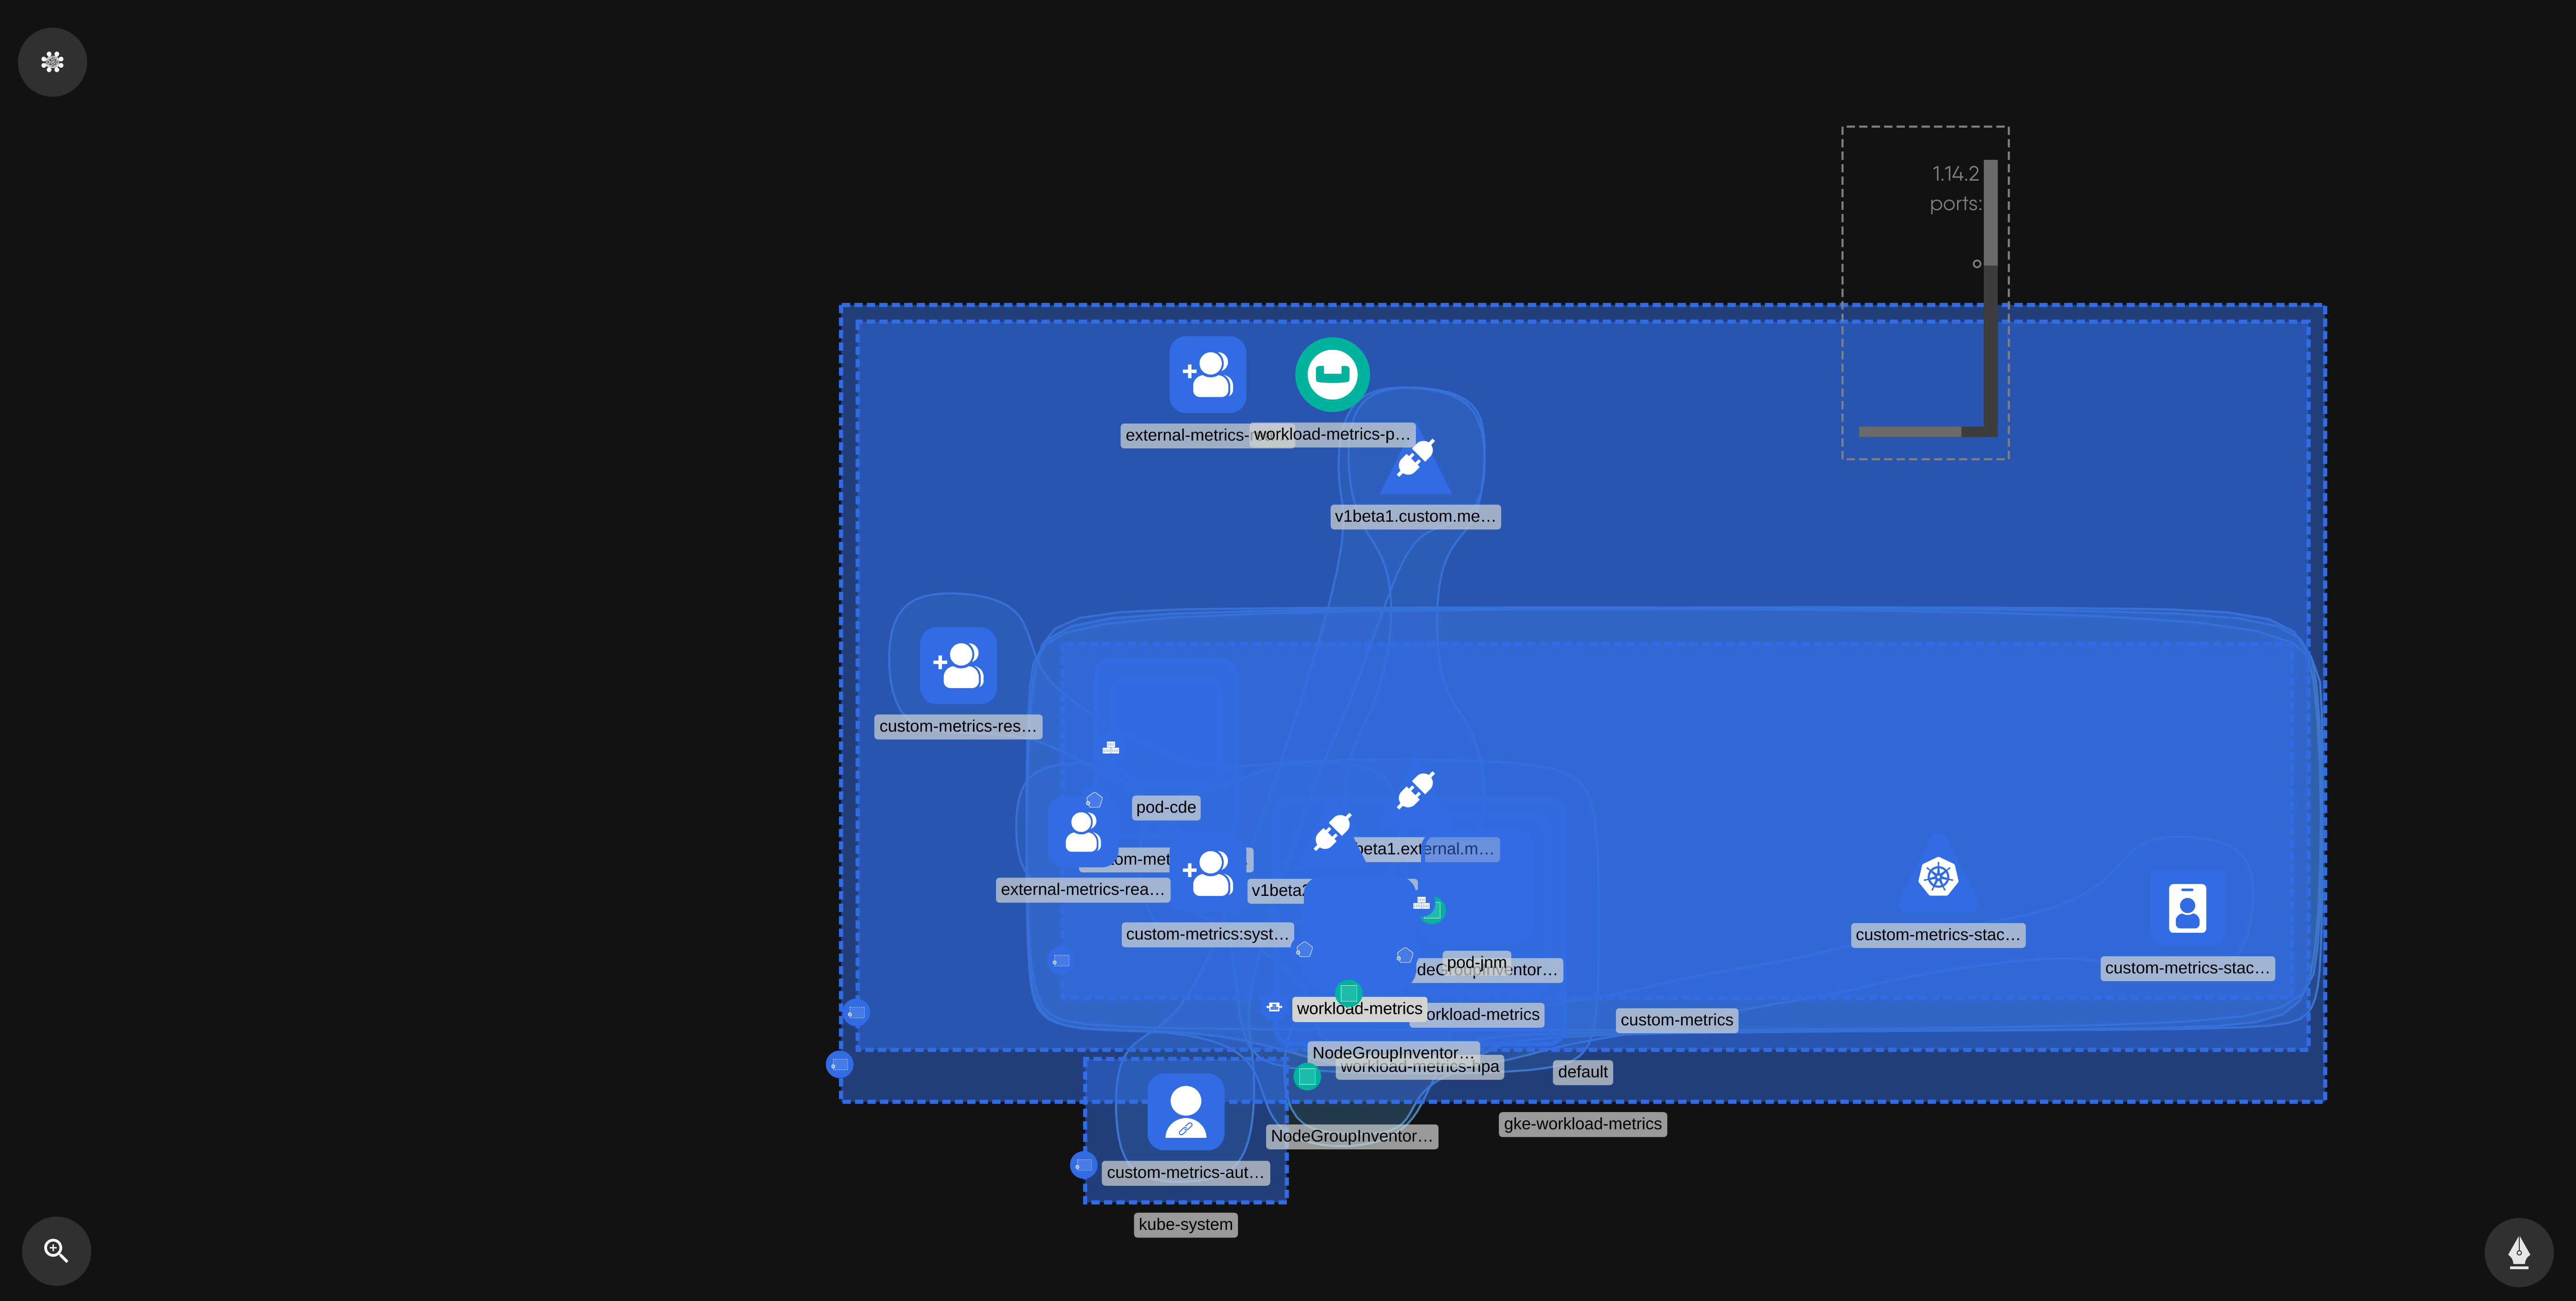 1.14.2
ports:
external-metrics-
workload-metrics-p…
v1beta1.custom.me…
custom-metrics-res…
pod-cde
beta1.external.m…
om-met
external-metrics-rea…
v1beta
custom-metrics:syst…
custom-metrics-stac…
pod-inm
custom-metrics-stac…
workload-metrics
orkload-metrics
custom-metrics
NodeGroupInventor…
workload-metrics-hpa
default
gke-workload-metrics
NodeGroupInventor…
custom-metrics-aut…
kube-system